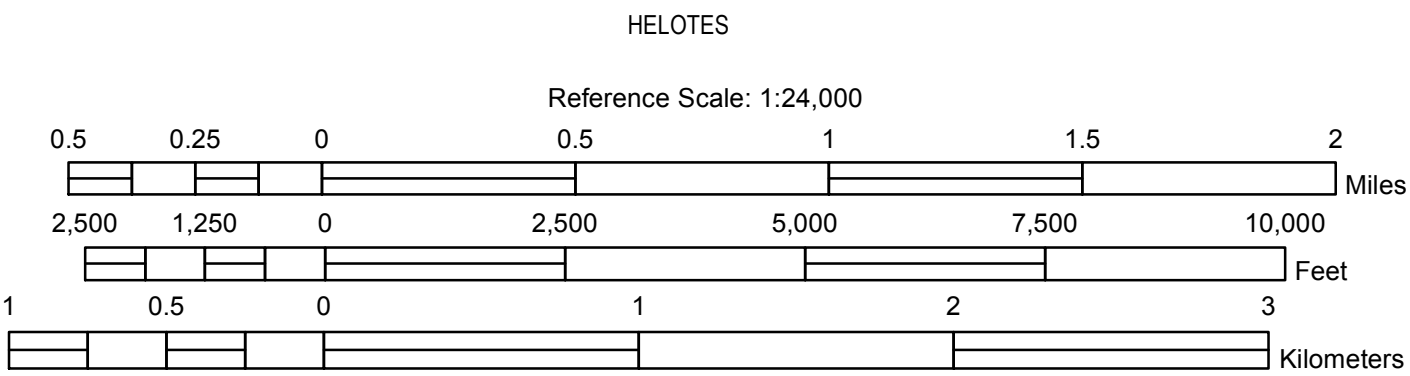 HELOTES
Reference Scale: 1:24,000
0.5 0.25 0 0.5 1 1.5 2
Miles
2,500 1,250 0 2,500 5,000 7,500 10,000
Feet
1 0.5 0 1 2 3
Kilometers